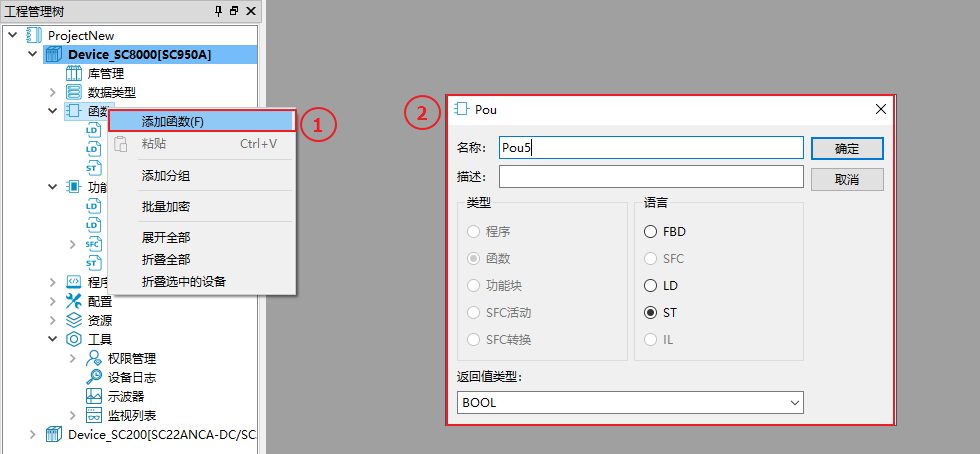 工程管理树
ProjectNew
Device_SC8000[SC950A]
库管理
数据类型
函数
LD
LD
ST
功能
LD
LD
SFC
ST
程序
配置
资源
工具
权限管理
设备日志
示波器
监视列表
Device_SC200[SC22ANCA-DC/SC
添加函数(F)
粘贴 Ctrl+V
添加分组
批量加密
展开全部
折叠全部
折叠选中的设备
1
2
Pou
名称: Pou5 确定
描述: 取消
类型
程序
函数
功能块
SFC活动
SFC转换
语言
FBD
SFC
LD
ST
IL
返回值类型:
BOOL